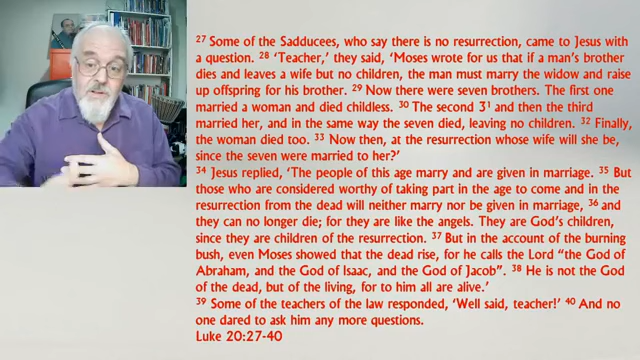 27 Some of the Sadducees, who say there is no resurrection, came to Jesus with
a question. 28 ‘Teacher,’ they said, ‘Moses wrote for us that if a man’s brother
dies and leaves a wife but no children, the man must marry the widow and raise
up offspring for his brother. 29 Now there were seven brothers. The first one
married a woman and died childless. 30 The second 31 and then the third
married her, and in the same way the seven died, leaving no children. 32 Finally,
the woman died too. 33 Now then, at the resurrection whose wife will she be,
since the seven were married to her?’
34 Jesus replied, ‘The people of this age marry and are given in marriage. 35 But
those who are considered worthy of taking part in the age to come and in the
resurrection from the dead will neither marry nor be given in marriage, 36 and
they can no longer die; for they are like the angels. They are God’s children,
since they are children of the resurrection. 37 But in the account of the burning
bush, even Moses showed that the dead rise, for he calls the Lord “the God of
Abraham, and the God of Isaac, and the God of Jacob”. 38 He is not the God
of the dead, but of the living, for to him all are alive.’
39 Some of the teachers of the law responded, ‘Well said, teacher!’ 40 And no
one dared to ask him any more questions.
Luke 20:27-40